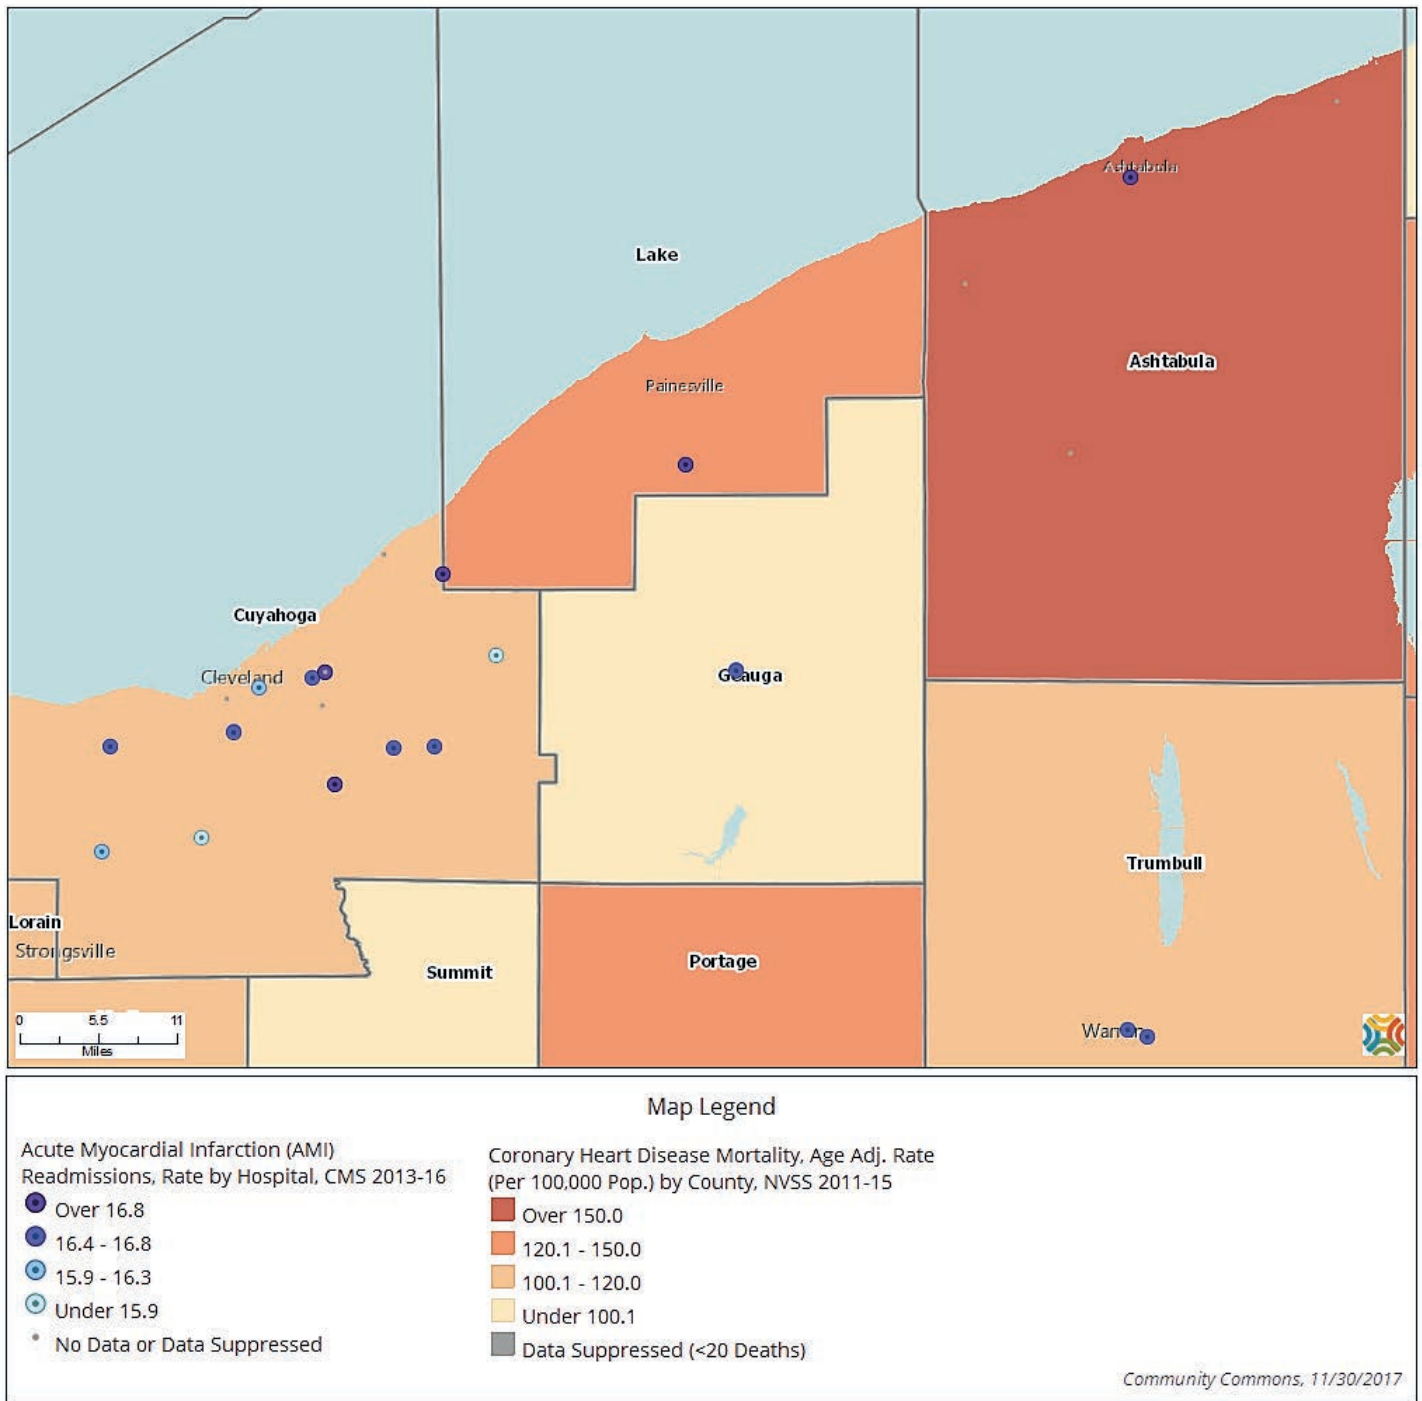 Ashtabula
Lake
Ashtabula
Painesville
Cuyahoga
Cleveland
Geauga
Trumbull
Lorain
Strongsville
Portage
Summit
Warren
0 5.5 11
Miles
Map Legend
Acute Myocardial Infarction (AMI)
Readmissions, Rate by Hospital, CMS 2013-16
Over 16.8
16.4 - 16.8
15.9 - 16.3
Under 15.9
No Data or Data Suppressed
Coronary Heart Disease Mortality, Age Adj. Rate
(Per 100,000 Pop.) by County, NVSS 2011-15
Over 150.0
120.1 - 150.0
100.1 - 120.0
Under 100.1
Data Suppressed (<20 Deaths)
Community Commons, 11/30/2017